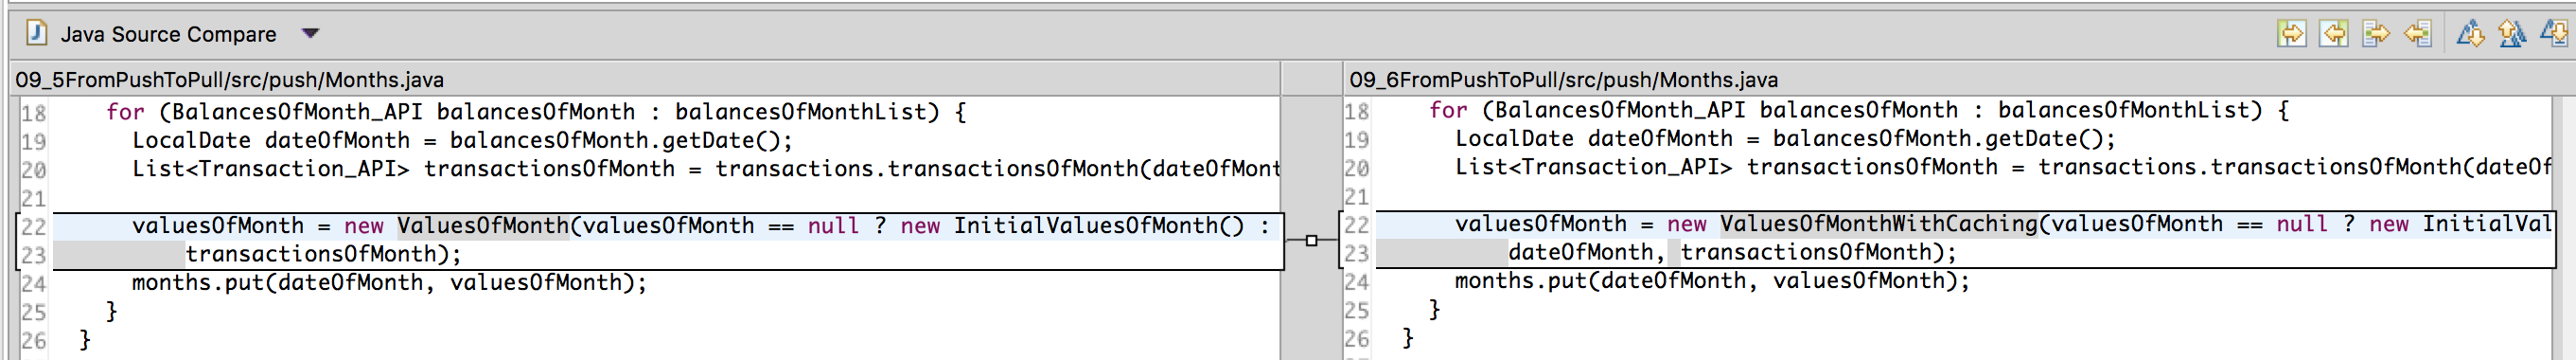 Java Source Compare
09_5FromPushToPull/src/push/Months.java
18 for (BalancesOfMonth_API balancesOfMonth : balancesOfMonthList) {
19 LocalDate dateOfMonth = balancesOfMonth.getDate();
20 List<Transaction_API> transactionsOfMonth = transactions.transactionsOfMonth(dateOfMont
21
22 valuesOfMonth = new ValuesOfMonth(valuesOfMonth == null ? new InitialValuesOfMonth() :
23 transactionsOfMonth);
24 months.put(dateOfMonth, valuesOfMonth);
25 }
26 }
09_6FromPushToPull/src/push/Months.java
18 for (BalancesOfMonth_API balancesOfMonth : balancesOfMonthList) {
19 LocalDate dateOfMonth = balancesOfMonth.getDate();
20 List<Transaction_API> transactionsOfMonth = transactions.transactionsOfMonth(dateOf
21
22 valuesOfMonth = new ValuesOfMonthWithCaching(valuesOfMonth == null ? new InitialVal
23 dateOfMonth, transactionsOfMonth);
24 months.put(dateOfMonth, valuesOfMonth);
25 }
26 }